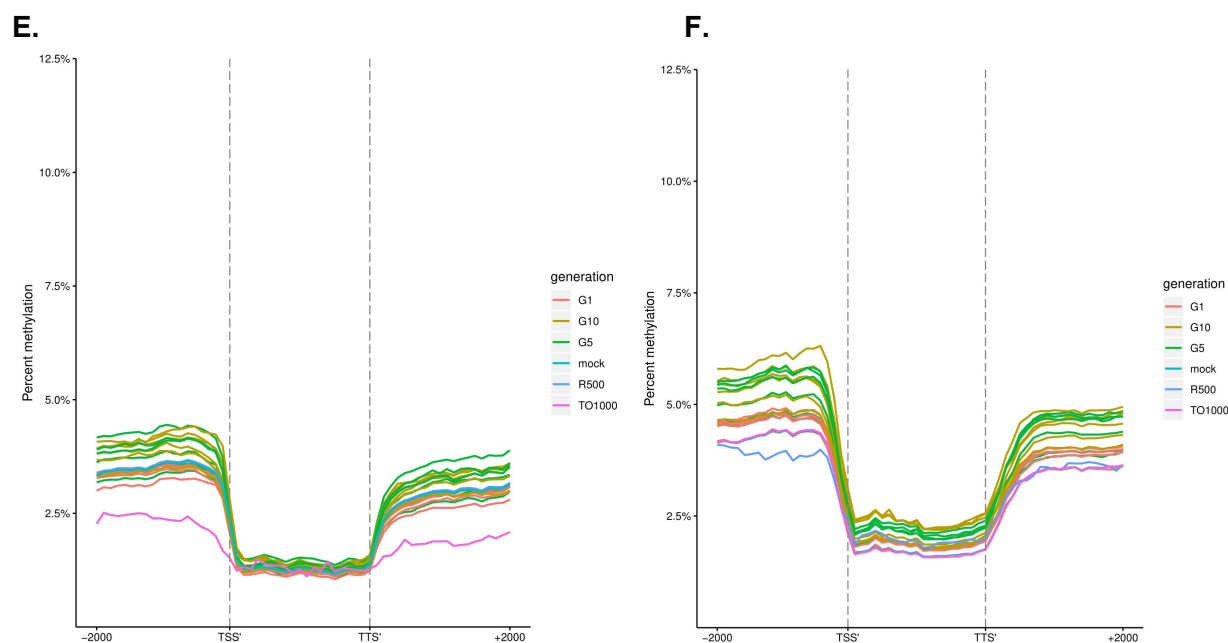 E.
12.5%
10.0%
7.5%
5.0%
2.5%
Percent methylation
−2000
TSS'
TTS'
+2000
generation
G1
G10
G5
mock
R500
TO1000
F.
12.5%
10.0%
7.5%
5.0%
2.5%
Percent methylation
−2000
TSS'
TTS'
+2000
generation
G1
G10
G5
mock
R500
TO1000